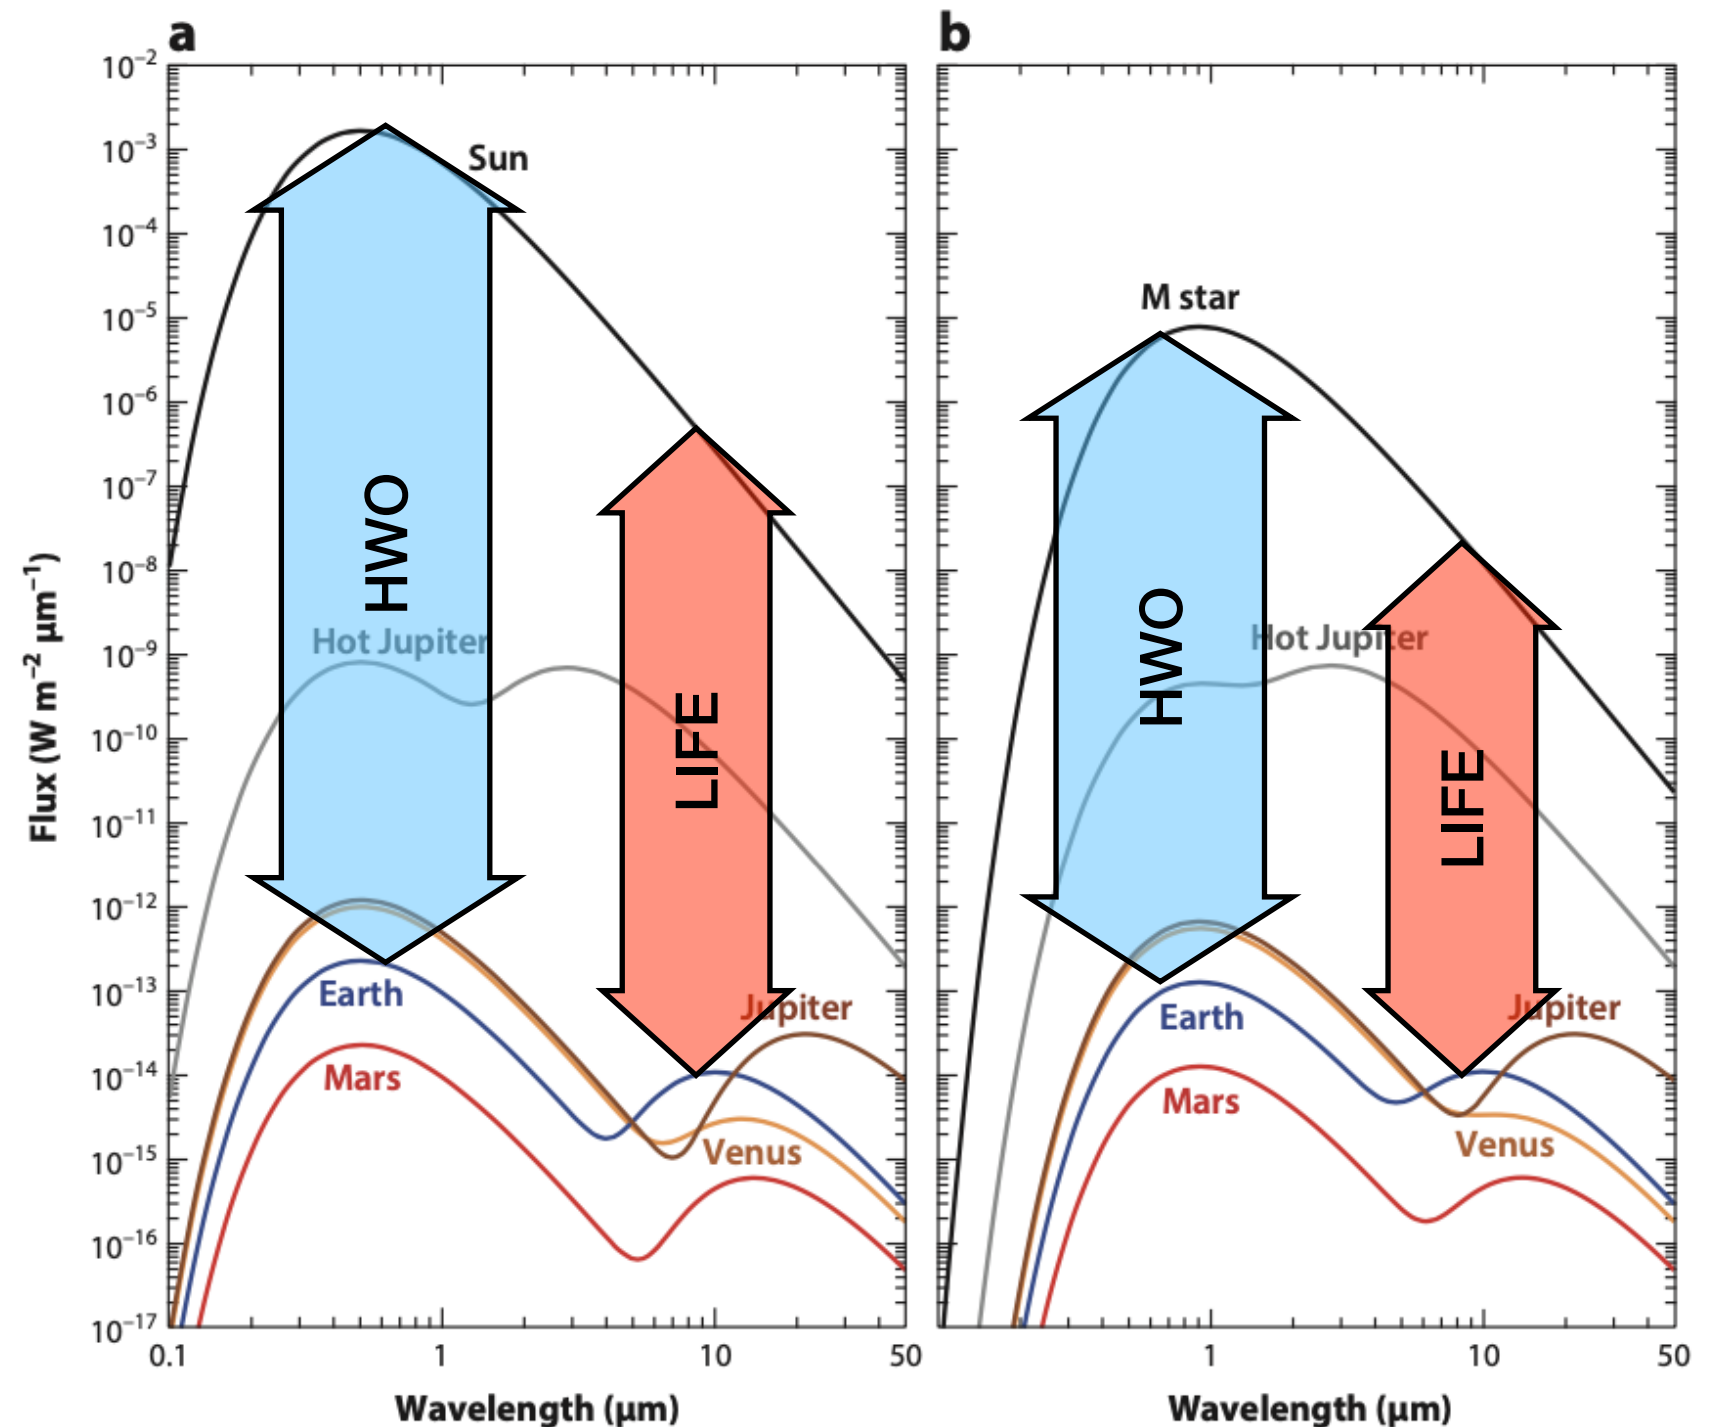 a
b
10⁻²
10⁻³
10⁻⁴
10⁻⁵
10⁻⁶
10⁻⁷
10⁻⁸
10⁻⁹
10⁻¹⁰
10⁻¹¹
10⁻¹²
10⁻¹³
10⁻¹⁴
10⁻¹⁵
10⁻¹⁶
10⁻¹⁷
Flux (W m⁻² µm⁻¹)
Sun
HWO
Hot Jupiter
LIFE
Earth
Jupiter
Mars
Venus
0.1
1
10
50
Wavelength (µm)
M star
HWO
Hot Jupiter
LIFE
Earth
Jupiter
Mars
Venus
1
10
50
Wavelength (µm)